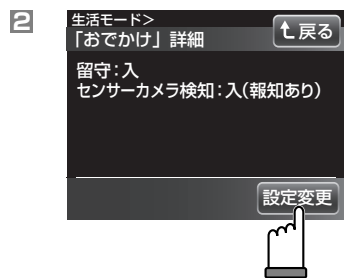 2
生活モード>
「おでかけ」詳細
戻る
留守:入
センサーカメラ検知:入(報知あり)
設定変更